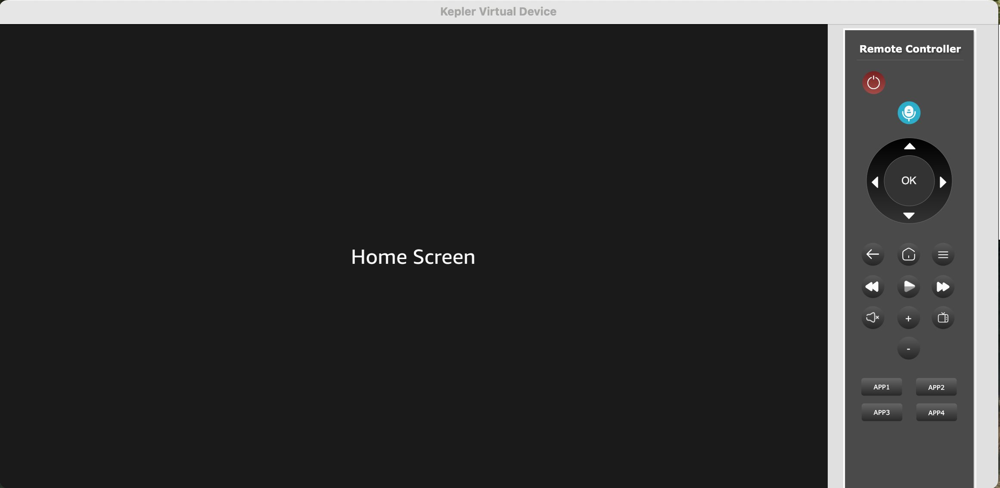 Kepler Virtual Device
Remote Controller
OK
Home Screen
+
-
APP1 APP2
APP3 APP4